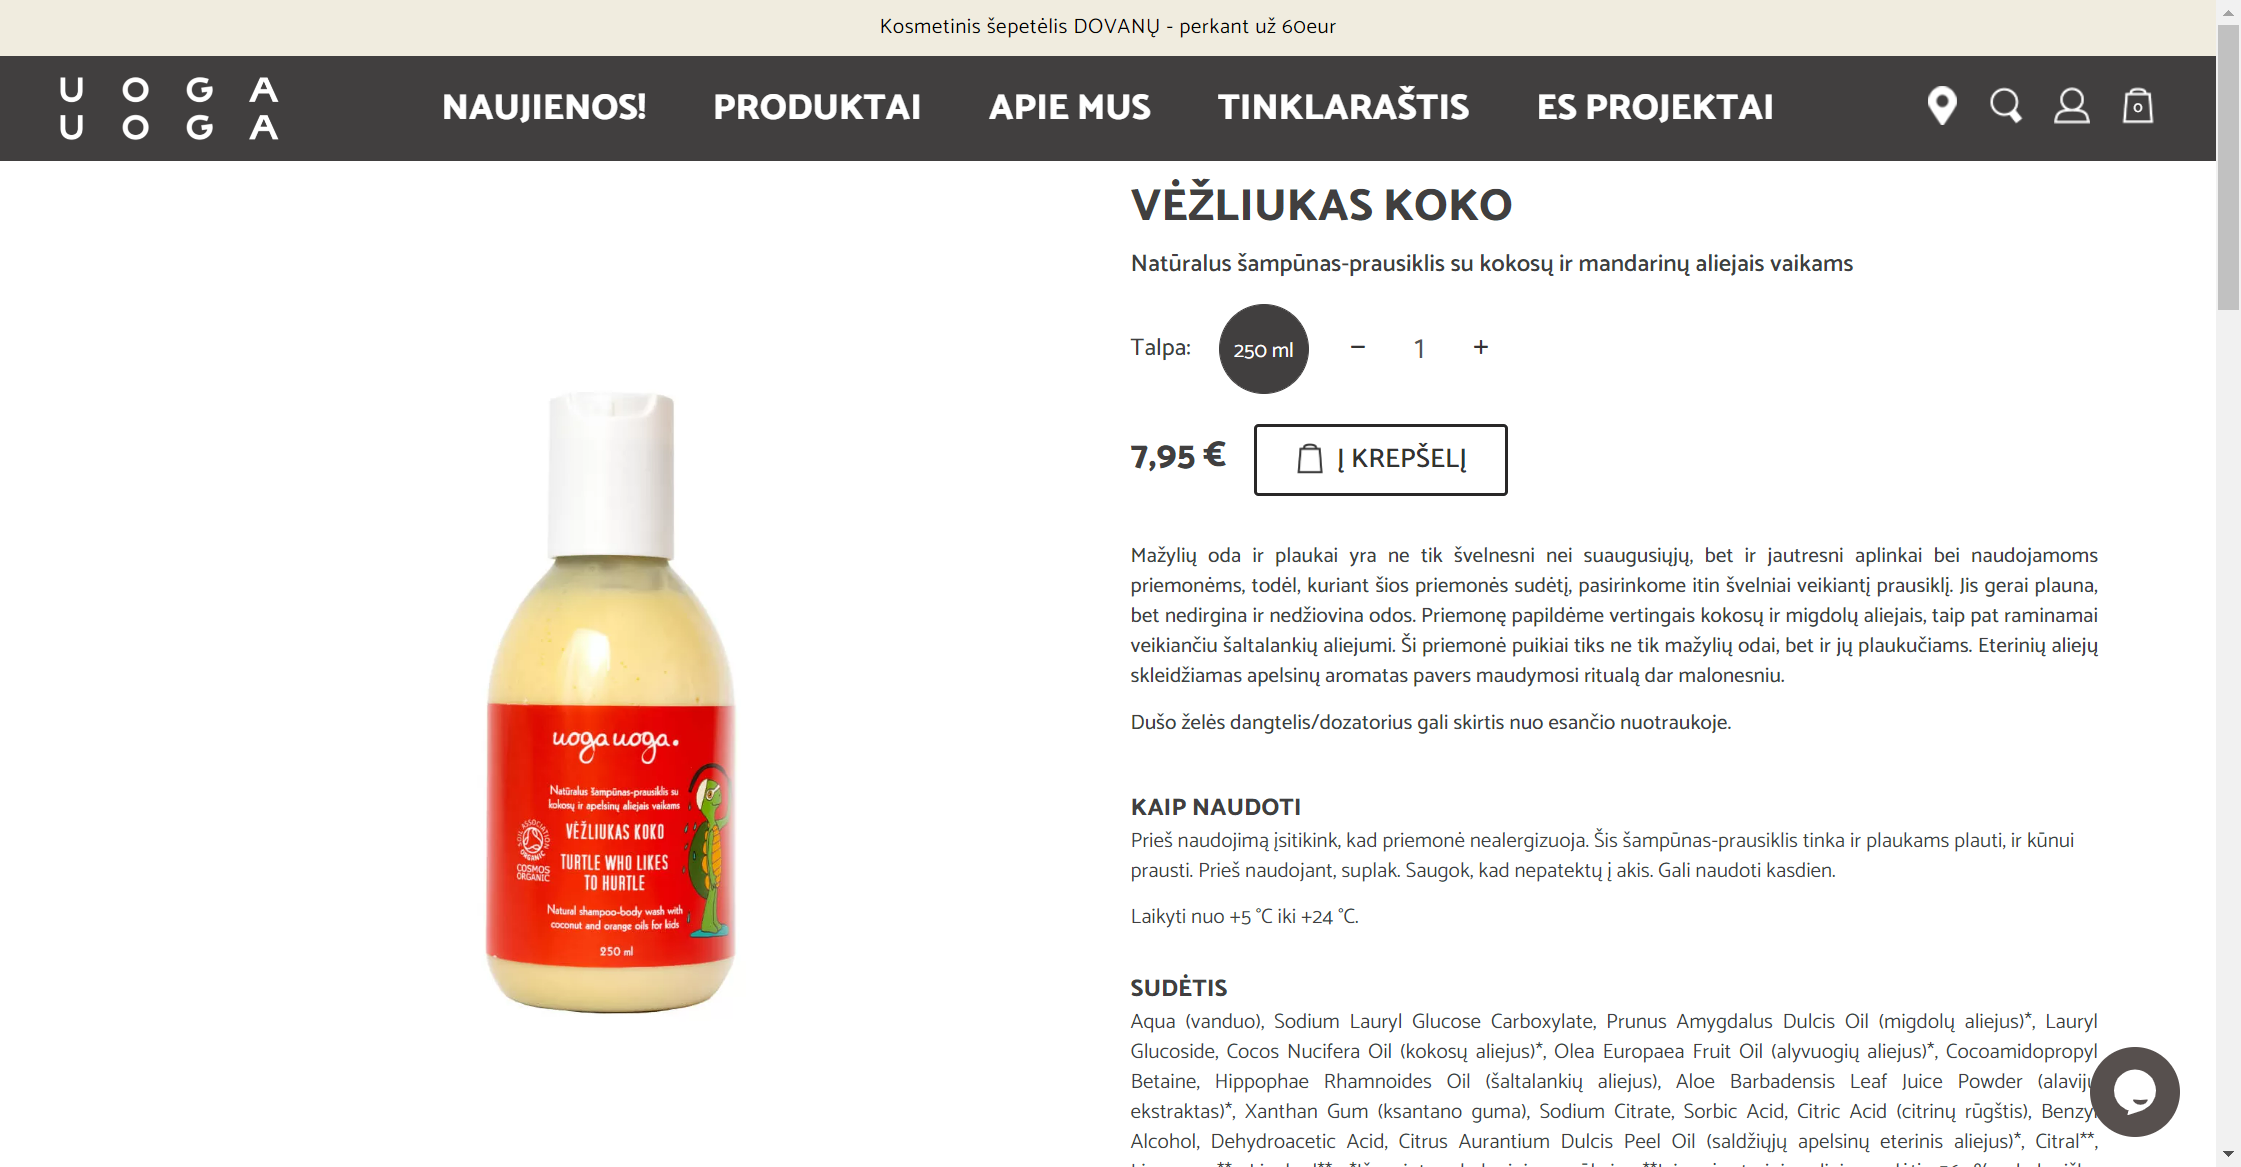 Kosmetinis šepetėlis DOVANŲ - perkant už 60eur
U O G A
U O G A
NAUJIENOS!
PRODUKTAI
APIE MUS
TINKLARAŠTIS
ES PROJEKTAI
0
VĖŽLIUKAS KOKO
Natūralus šampūnas-prausiklis su kokosų ir mandarinų aliejais vaikams
Talpa:
250 ml
− 1 +
7,95 €
Į KREPŠELĮ
Mažylių oda ir plaukai yra ne tik švelnesni nei suaugusiųjų, bet ir jautresni aplinkai bei naudojamoms
priemonėms, todėl, kuriant šios priemonės sudėtį, pasirinkome itin švelniai veikiantį prausiklį. Jis gerai plauna,
bet nedirgina ir nedžiovina odos. Priemonę papildėme vertingais kokosų ir migdolų aliejais, taip pat raminamai
veikiančiu šaltalankių aliejumi. Ši priemonė puikiai tiks ne tik mažylių odai, bet ir jų plaukučiams. Eterinių aliejų
skleidžiamas apelsinų aromatas pavers maudymosi ritualą dar malonesniu.
Dušo želės dangtelis/dozatorius gali skirtis nuo esančio nuotraukoje.
KAIP NAUDOTI
Prieš naudojimą įsitikink, kad priemonė nealergizuoja. Šis šampūnas-prausiklis tinka ir plaukams plauti, ir kūnui
prausti. Prieš naudojant, suplak. Saugok, kad nepatektų į akis. Gali naudoti kasdien.
Laikyti nuo +5 °C iki +24 °C.
SUDĖTIS
Aqua (vanduo), Sodium Lauryl Glucose Carboxylate, Prunus Amygdalus Dulcis Oil (migdolų aliejus)*, Lauryl
Glucoside, Cocos Nucifera Oil (kokosų aliejus)*, Olea Europaea Fruit Oil (alyvuogių aliejus)*, Cocoamidopropyl
Betaine, Hippophae Rhamnoides Oil (šaltalankių aliejus), Aloe Barbadensis Leaf Juice Powder
ekstraktas)*, Xanthan Gum (ksantano guma), Sodium Citrate, Sorbic Acid, Citric Acid (citrinų rūgštis),
Alcohol, Dehydroacetic Acid, Citrus Aurantium Dulcis Peel Oil (saldžiųjų apelsinų eterinis aliejus)*, Citral**,
uoga uoga.
Natūralus šampūnas-prausiklis su
kokosų ir apelsinų aliejais vaikams
VĖŽLIUKAS KOKO
TURTLE WHO LIKES
TO HURTLE
SOIL ASSOCIATION
ORGANIC
COSMOS
ORGANIC
Natural shampoo-body wash with
coconut and orange oils for kids
250 ml